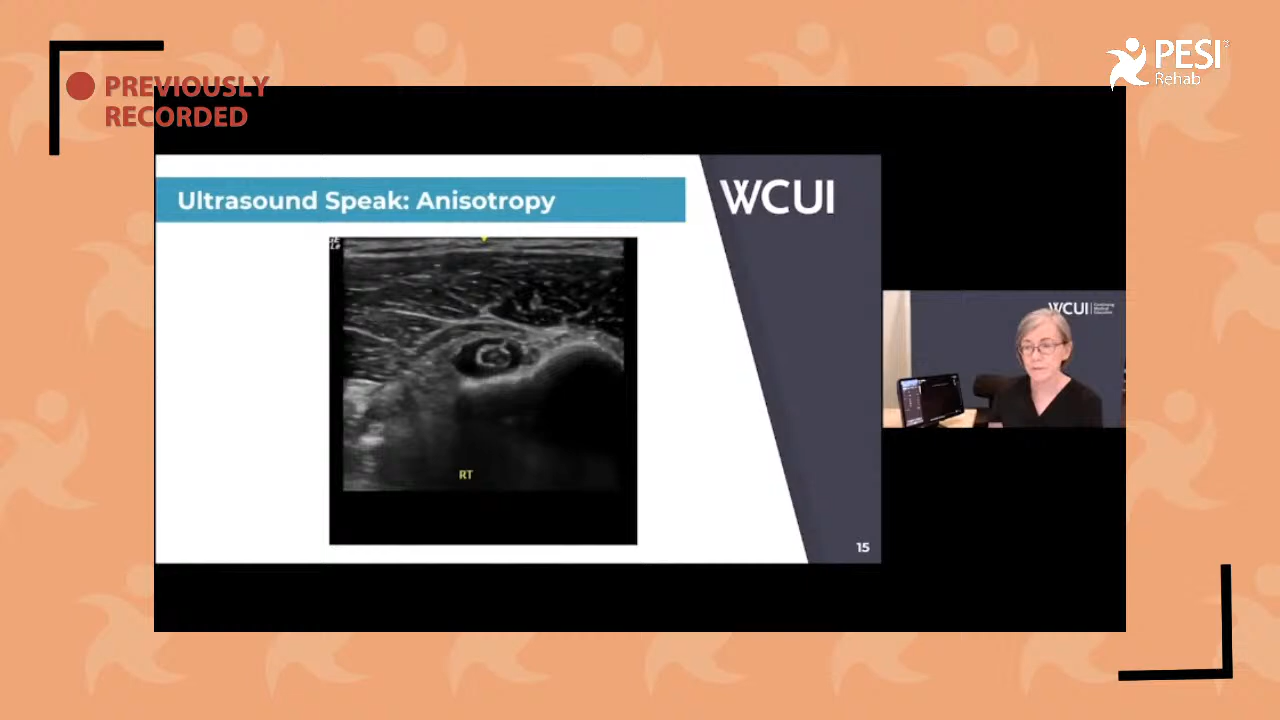 PREVIOUSLY
RECORDED
PESI
Rehab
Ultrasound Speak: Anisotropy
WCUI
RT
15
WCUI